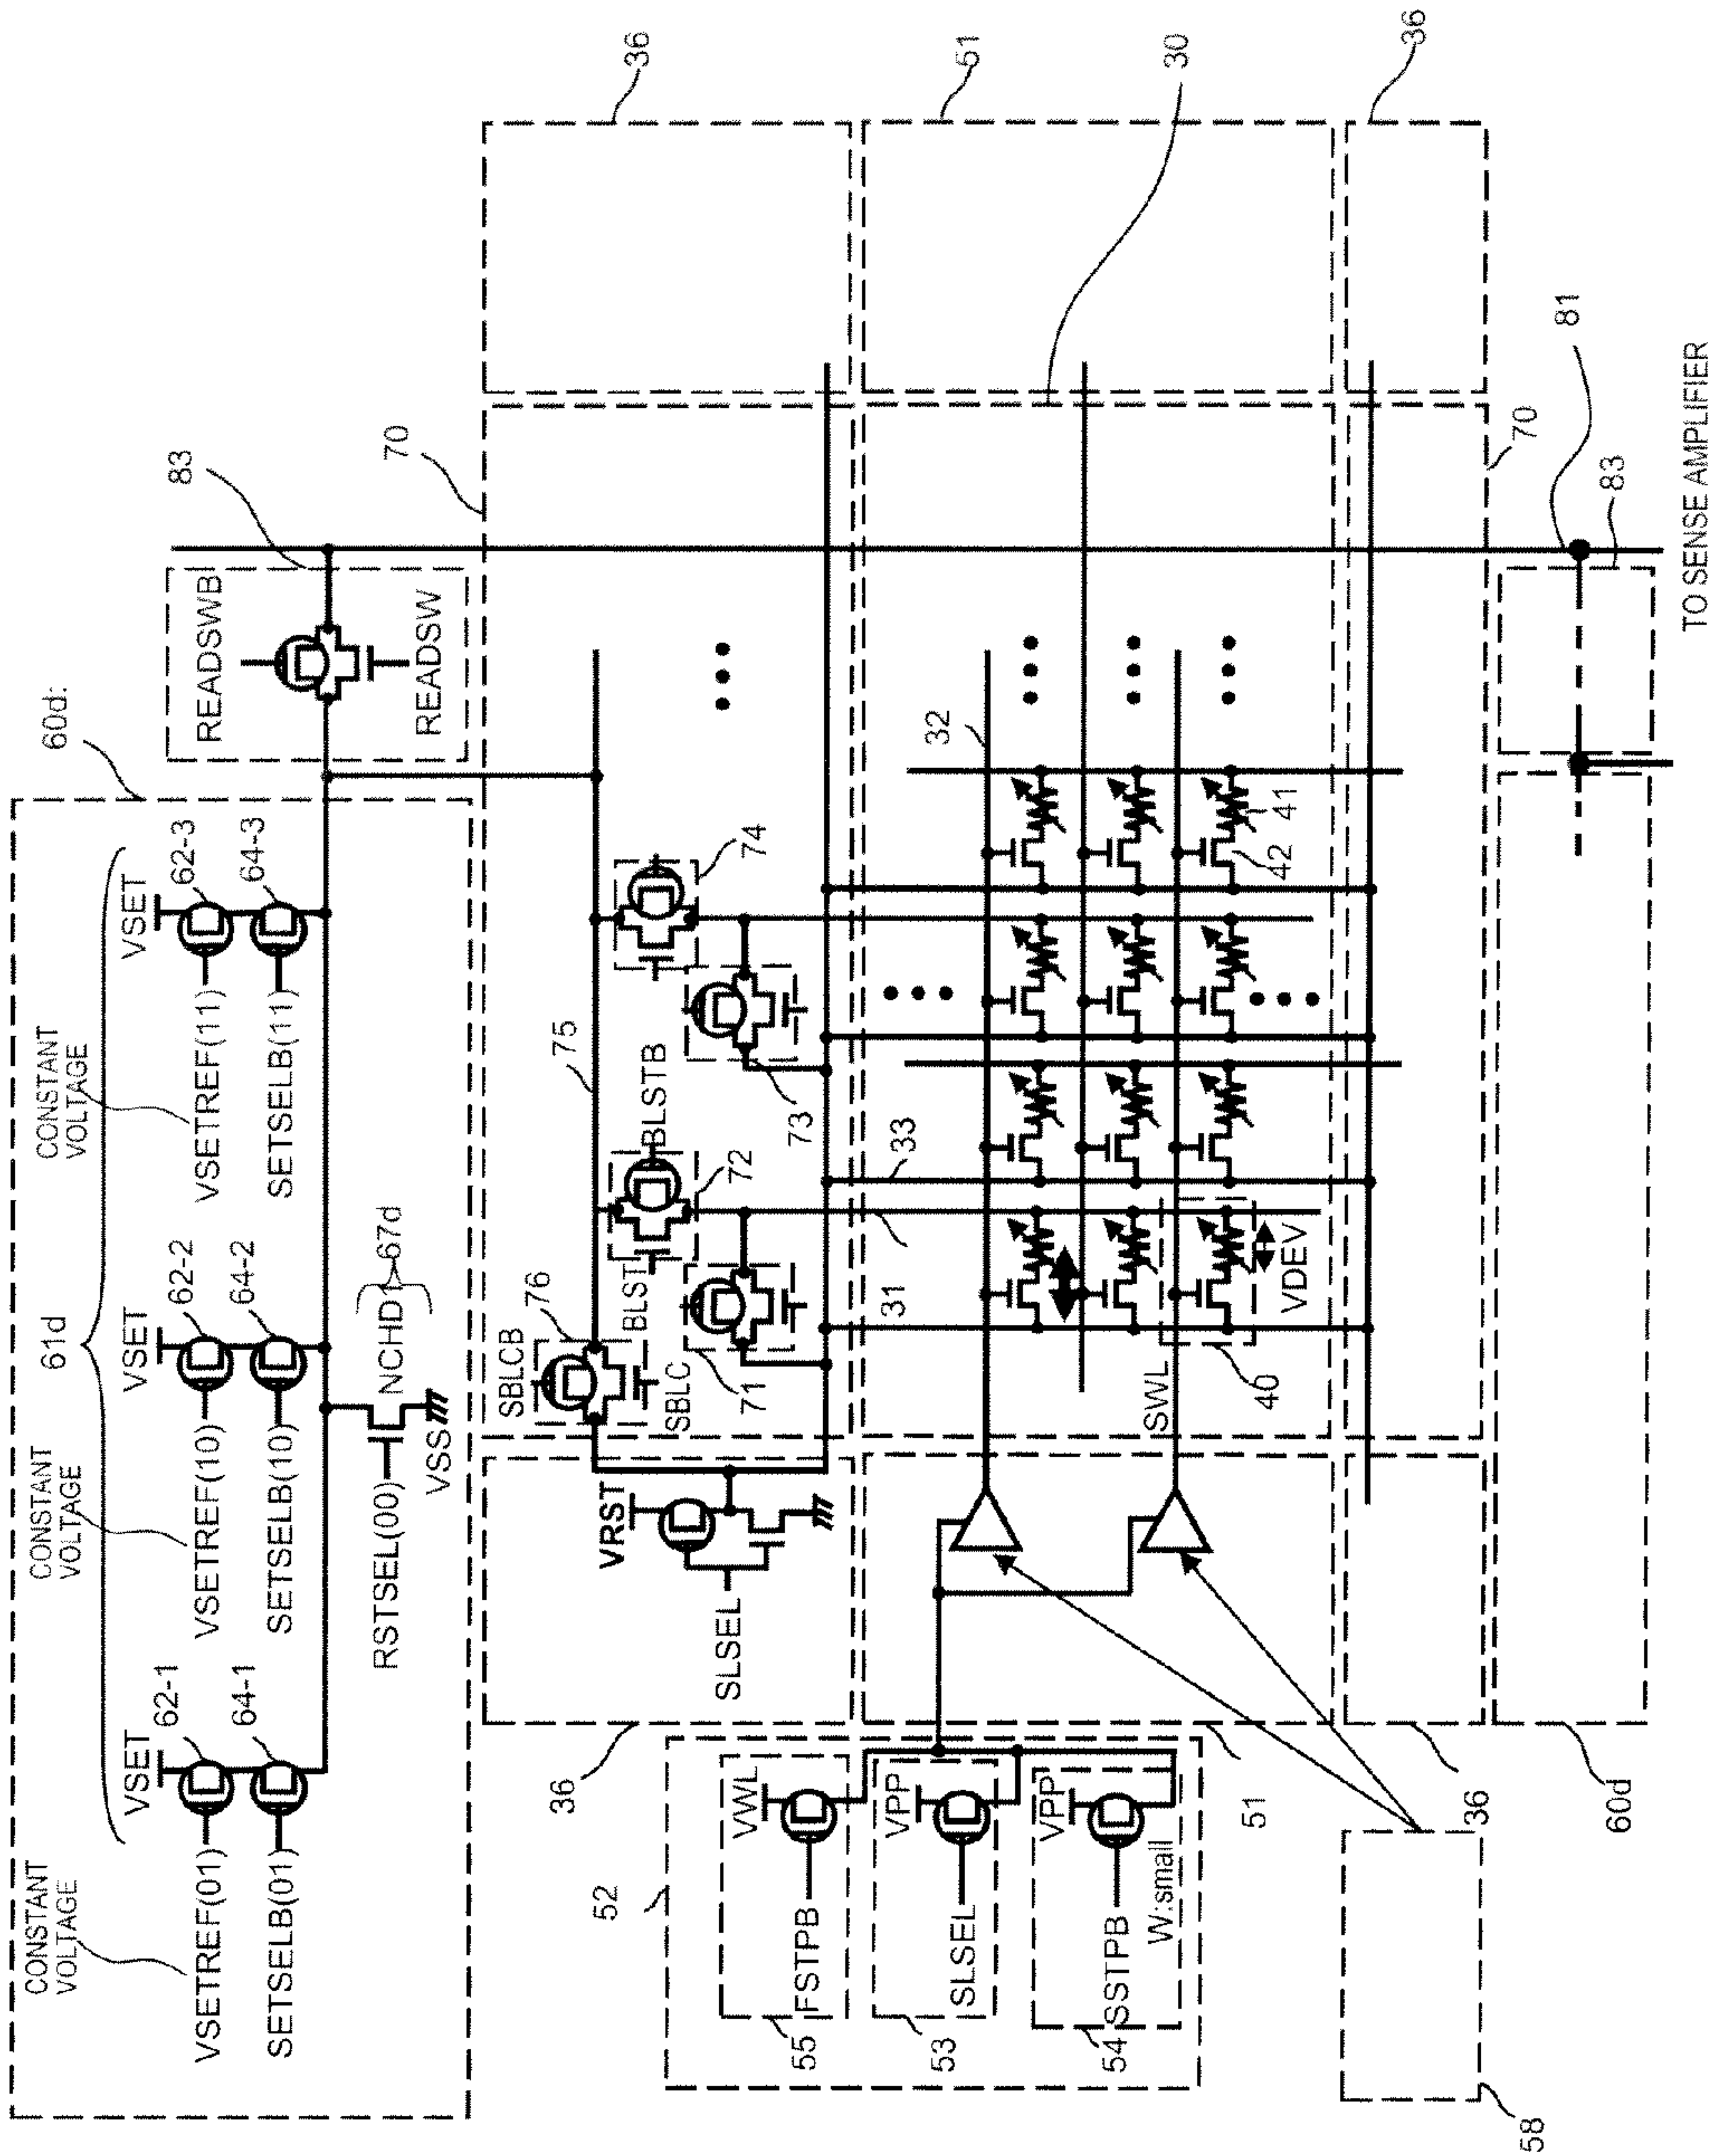 60d:
61d
CONSTANT
VOLTAGE
CONSTANT
VOLTAGE
CONSTANT
VOLTAGE
VSET
VSET
VSET
62-1
62-2
62-3
64-1
64-2
64-3
VSETREF(01)
VSETREF(10)
VSETREF(11)
SETSELB(01)
SETSELB(10)
SETSELB(11)
RSTSEL(00)
NCHD1
67d
VSS
83
READSWB
READSW
70
36
51
30
36
75
SBLCB
76
SBLC
BLST
BLSTB
72
74
71
73
VRST
SLSEL
36
52
VWL
FSTPB
55
VPP
SLSEL
53
VPP
SSTPB
W:small
54
51
31
31
33
32
SWL
40
VDEV
42
41
36
60d
58
70
81
83
TO SENSE AMPLIFIER